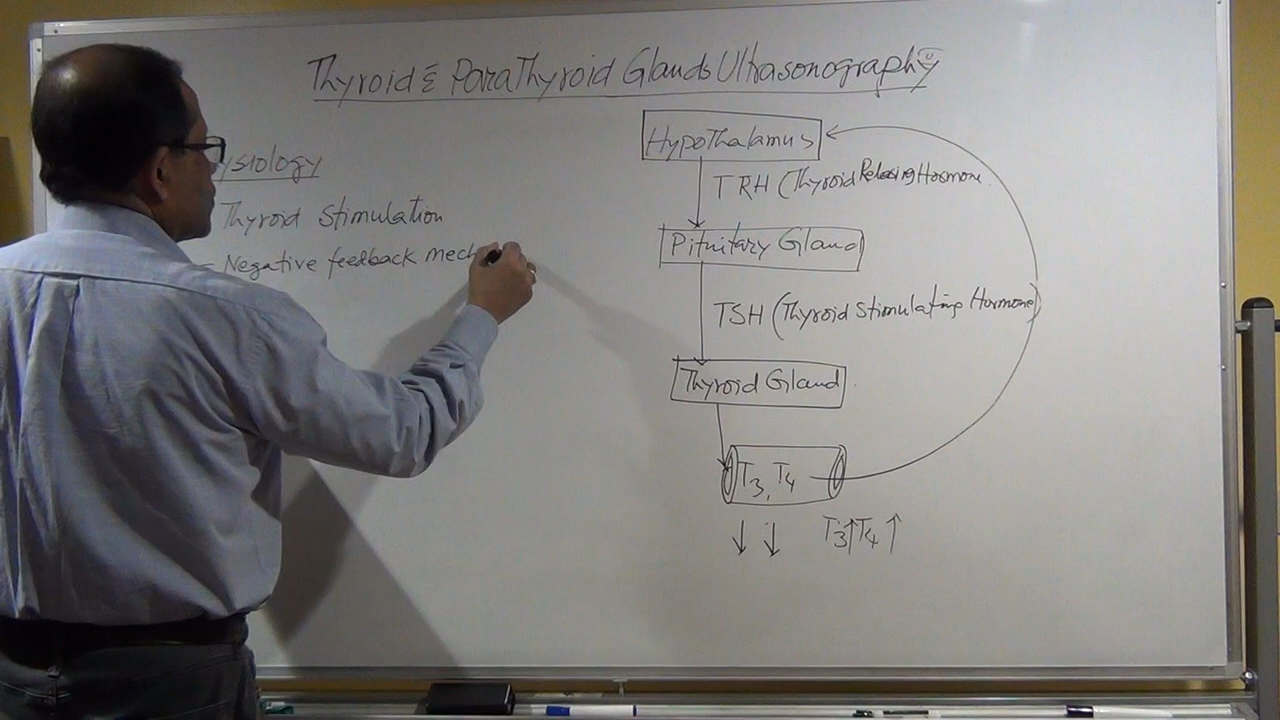 Thyroid & ParaThyroid Glands Ultrasonography
ysiology
Thyroid Stimulation
- Negative feedback mech
Hypothalamus
TRH (Thyroid Relesing Hormone
Pituitary Gland
TSH (Thyroid Stimulating Hormone)
Thyroid Gland
T3, T4
↓ ↓ T3↑T4↑